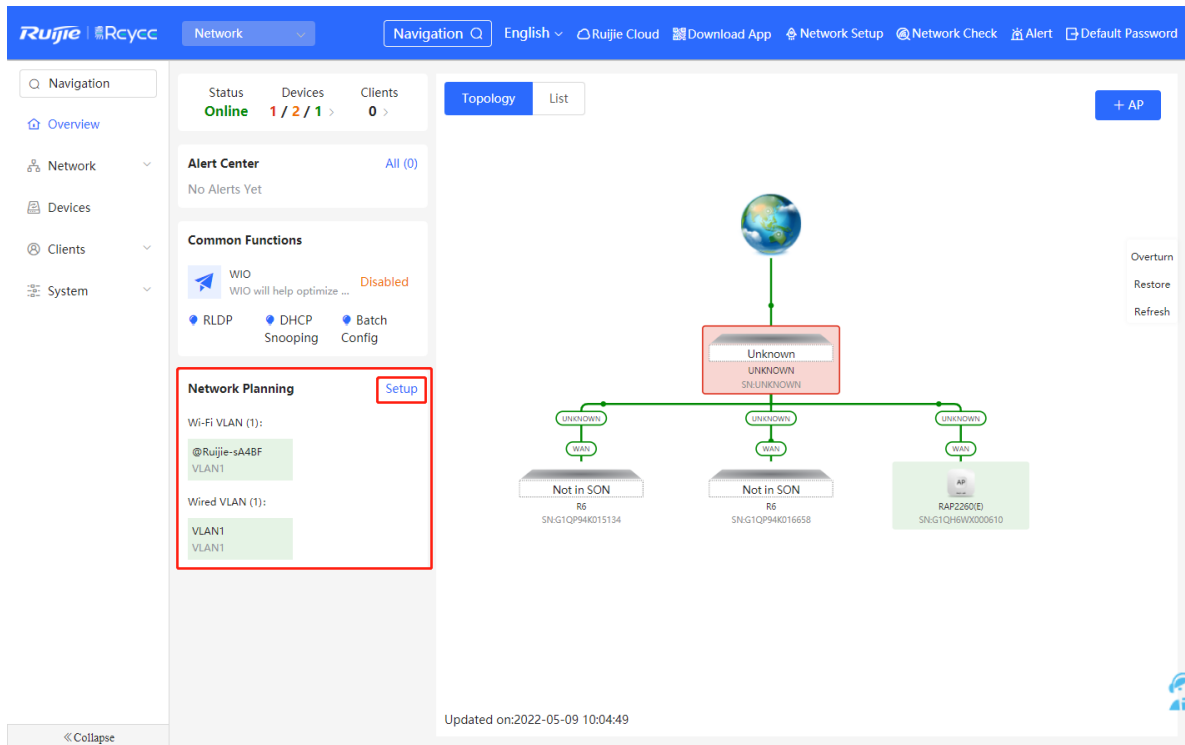 Ruijie Rcycc
Network
Navigation
English
Ruijie Cloud
Download App
Network Setup
Network Check
Alert
Default Password
Navigation
Overview
Network
Devices
Clients
System
Collapse
Status Devices Clients
Online 1 / 2 / 1 > 0 >
Alert Center All (0)
No Alerts Yet
Common Functions
WIO
WIO will help optimize ...
Disabled
RLDP DHCP Batch
Snooping Config
Network Planning Setup
Wi-Fi VLAN (1):
@Ruijie-sA4BF
VLAN1
Wired VLAN (1):
VLAN1
VLAN1
Topology List
+ AP
Overturn
Restore
Refresh
Unknown
UNKNOWN
SN:UNKNOWN
UNKNOWN UNKNOWN UNKNOWN
WAN WAN WAN
Not in SON
R6
SN:G1QP94K015134
Not in SON
R6
SN:G1QP94K016658
AP
RAP2260(E)
SN:G1QH6WX000610
Updated on:2022-05-09 10:04:49